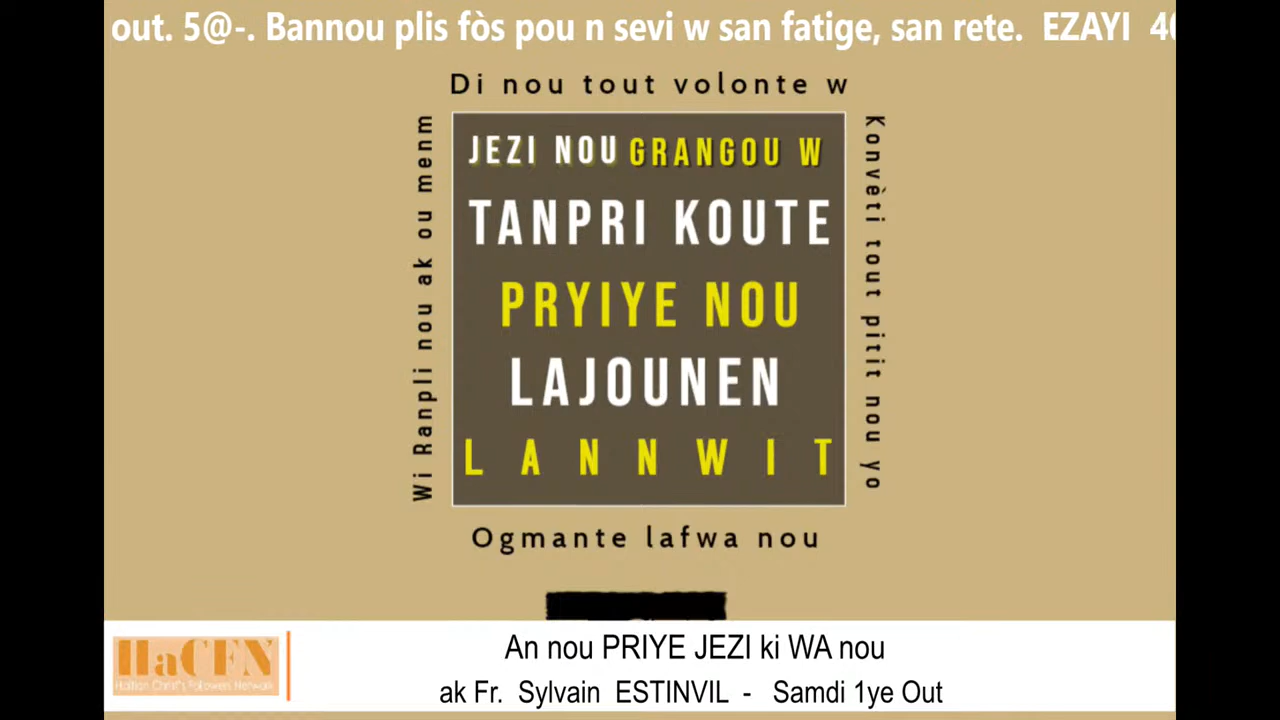 out. 5@-. Bannou plis fòs pou n sevi w san fatige, san rete. EZAYI 40
Di nou tout volonte w
Wi Ranpli nou ak ou menm
JEZI NOU GRANGOU W
TANPRI KOUTE
PRYIYE NOU
LAJOUNEN
LANNWIT
Konvèti tout pitit nou yo
Ogmante lafwa nou
HaCFN
Haitian Christ's Followers Network
An nou PRIYE JEZI ki WA nou
ak Fr. Sylvain ESTINVIL - Samdi 1ye Out